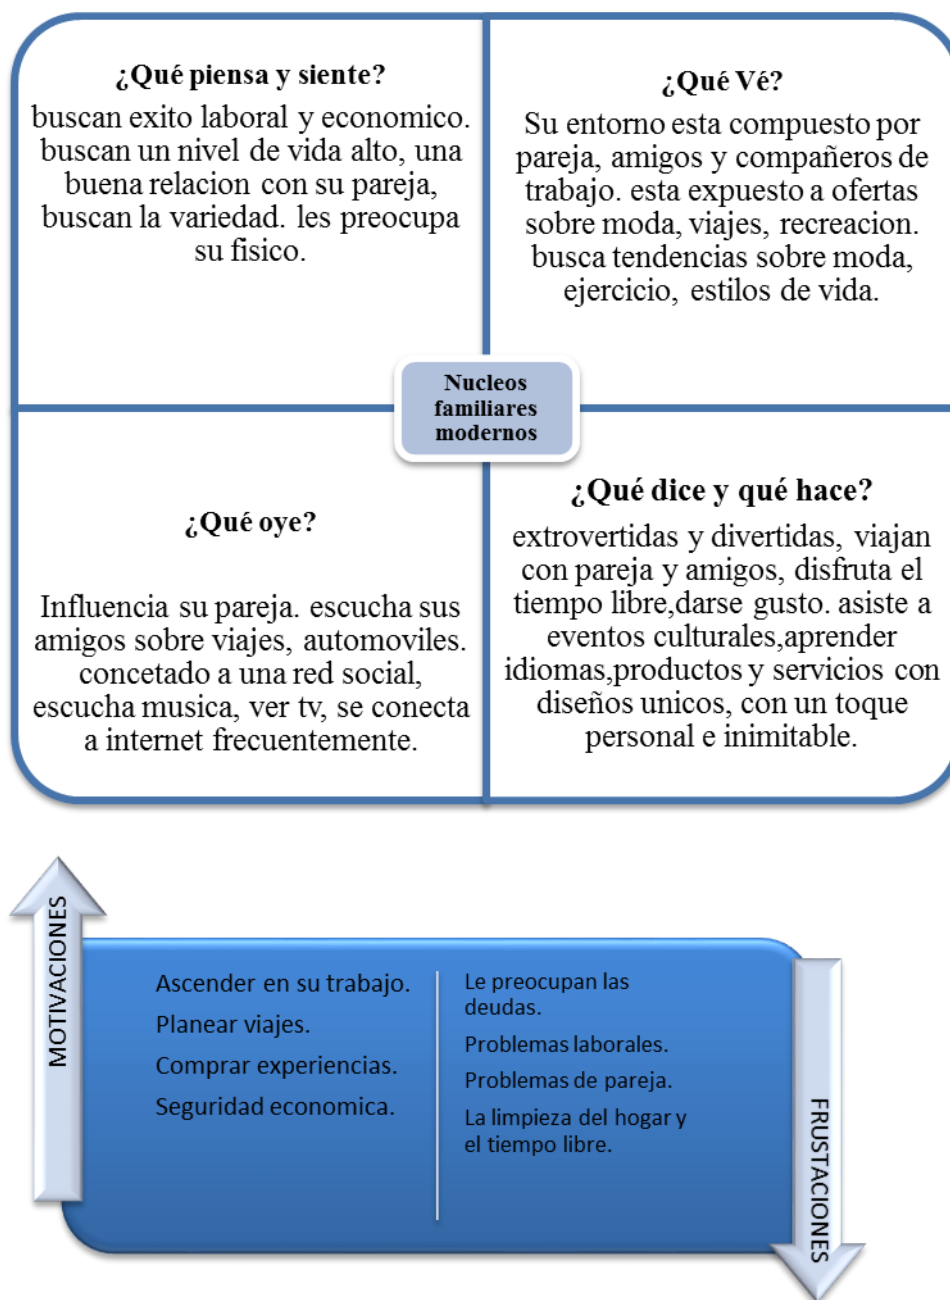 ¿Qué piensa y siente?
buscan exito laboral y economico.
buscan un nivel de vida alto, una
buena relacion con su pareja,
buscan la variedad. les preocupa
su fisico.
¿Qué Vé?
Su entorno esta compuesto por
pareja, amigos y compañeros de
trabajo. esta expuesto a ofertas
sobre moda, viajes, recreacion.
busca tendencias sobre moda,
ejercicio, estilos de vida.
Nucleos
familiares
modernos
¿Qué oye?
Influencia su pareja. escucha sus
amigos sobre viajes, automoviles.
concetado a una red social,
escucha musica, ver tv, se conecta
a internet frecuentemente.
¿Qué dice y qué hace?
extrovertidas y divertidas, viajan
con pareja y amigos, disfruta el
tiempo libre,darse gusto. asiste a
eventos culturales,aprender
idiomas,productos y servicios con
diseños unicos, con un toque
personal e inimitable.
MOTIVACIONES
Ascender en su trabajo.
Planear viajes.
Comprar experiencias.
Seguridad economica.
Le preocupan las
deudas.
Problemas laborales.
Problemas de pareja.
La limpieza del hogar y
el tiempo libre.
FRUSTACIONES